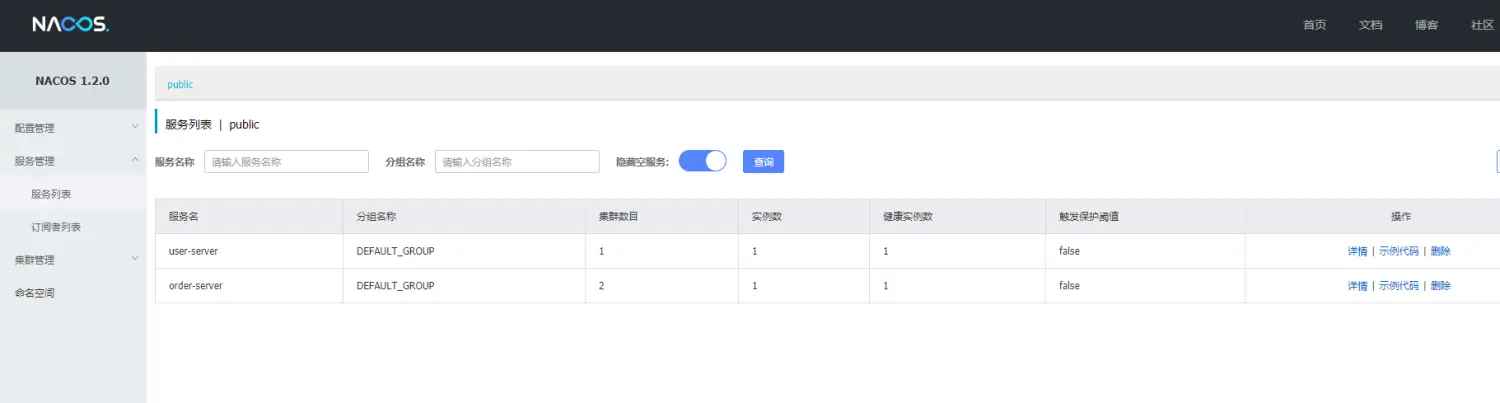 NACOS.
首页 文档 博客 社区
NACOS 1.2.0
配置管理
服务管理
服务列表
订阅者列表
集群管理
命名空间
public
服务列表 | public
服务名称 请输入服务名称 分组名称 请输入分组名称 隐藏空服务: 查询
服务名 分组名称 集群数目 实例数 健康实例数 触发保护阈值 操作
user-server DEFAULT_GROUP 1 1 1 false 详情 | 示例代码 | 删除
order-server DEFAULT_GROUP 2 1 1 false 详情 | 示例代码 | 删除